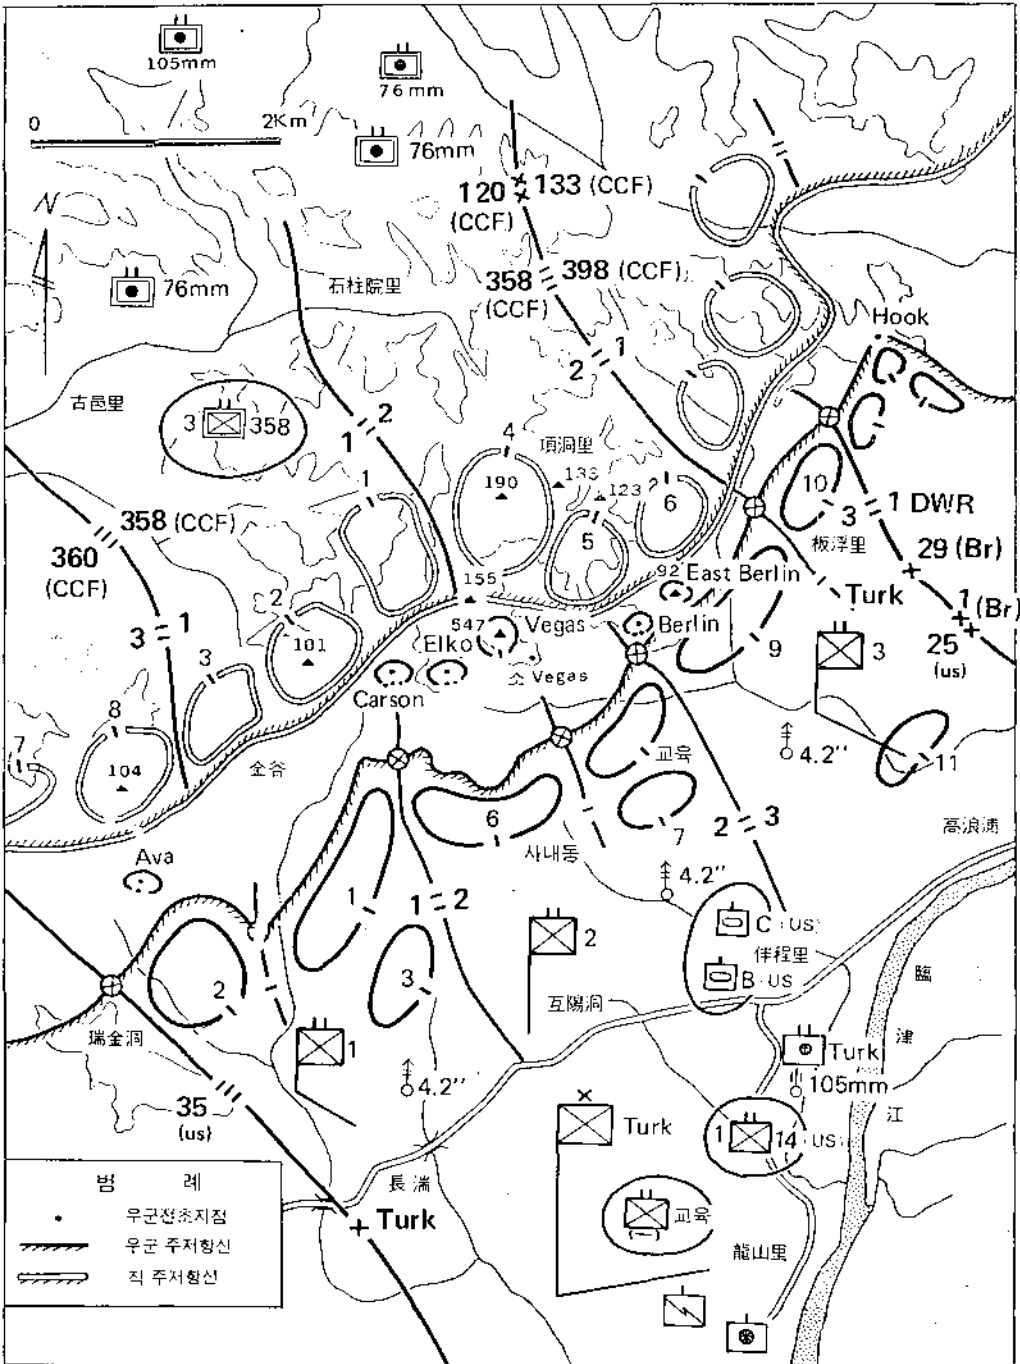 105mm
76mm
0 2Km
76mm
N
120 133 (CCF)
(CCF)
76mm
石柱院里
358 398 (CCF)
(CCF)
Hook
2 1
古邑里
3 358
1 2
4
項洞里
190
133
123
2
6
1
10
3 1 DWR
5
板浮里
358 (CCF)
360
(CCF)
29 (Br)
155
92 East Berlin
Turk
1 (Br)
2
547 Vegas
Berlin
3 1
101
Elko
9
3
25
(us)
3
소 Vegas
Carson
8
7
교육
4.2''
104
金谷
11
6
7
2 3
高浪浦
사내동
Ava
4.2''
1
1 2
C (US)
2
伴程里
2
3
B US
臨
互陽洞
瑞金洞
1
津
Turk
4.2''
105mm
35
(us)
Turk
1 14 (US)
江
범 례
長湍
우군전초지점
Turk
교육
우군 주저항선
龍山里
적 주저항선